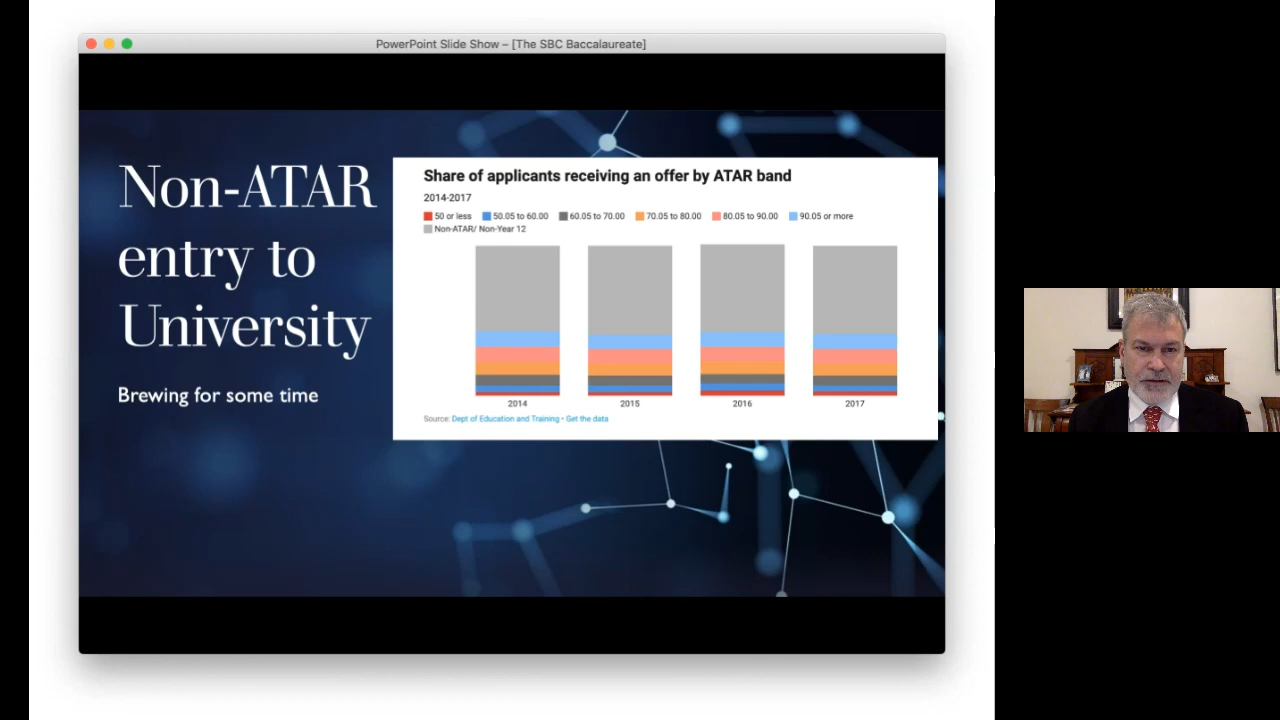 PowerPoint Slide Show – [The SBC Baccalaureate]
Non-ATAR
entry to
University
Brewing for some time
Share of applicants receiving an offer by ATAR band
2014-2017
50 or less 50.05 to 60.00 60.05 to 70.00 70.05 to 80.00 80.05 to 90.00 90.05 or more
Non-ATAR/ Non-Year 12
2014 2015 2016 2017
Source: Dept of Education and Training • Get the data